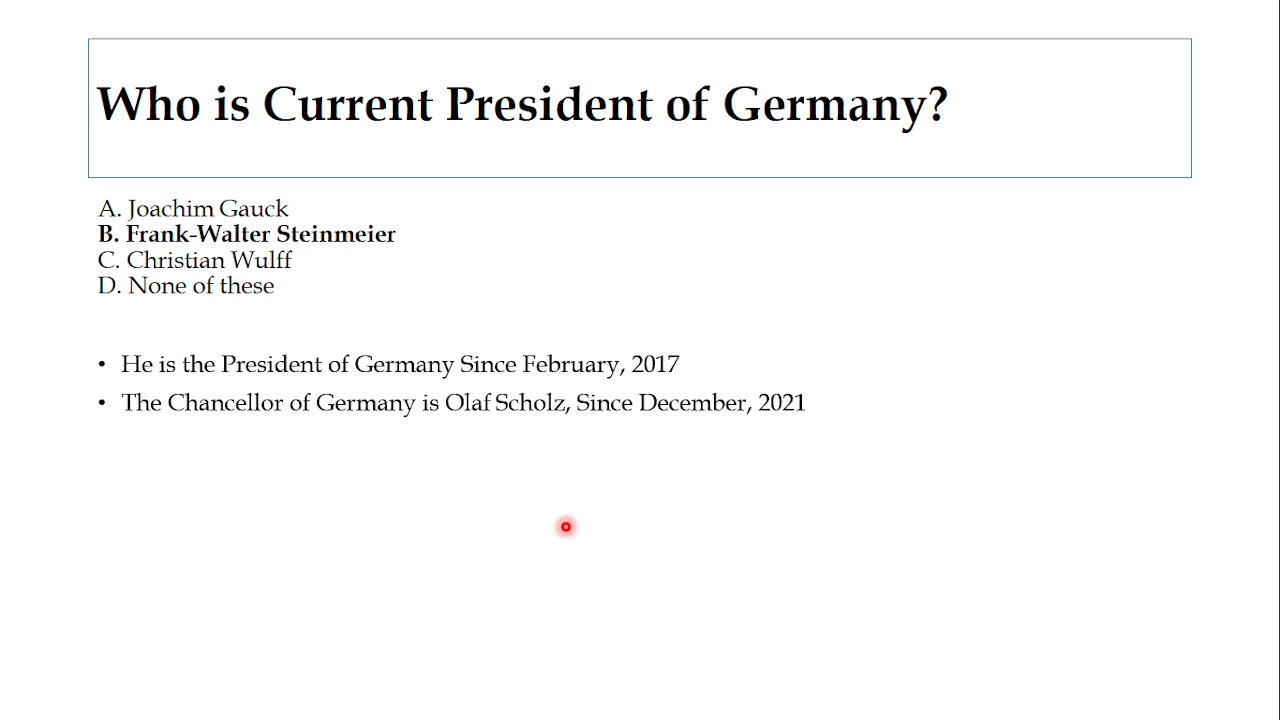 Who is Current President of Germany?
A. Joachim Gauck
B. Frank-Walter Steinmeier
C. Christian Wulff
D. None of these
• He is the President of Germany Since February, 2017
• The Chancellor of Germany is Olaf Scholz, Since December, 2021